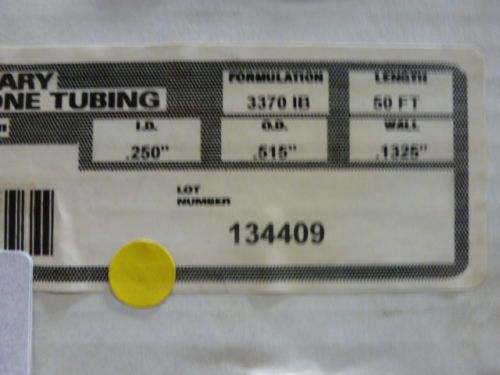 ARY FORMULATION LENGTH
ONE TUBING 3370 IB 50 FT
I.D. O.D. WALL
.250" .515" .1325"
LOT
NUMBER
134409